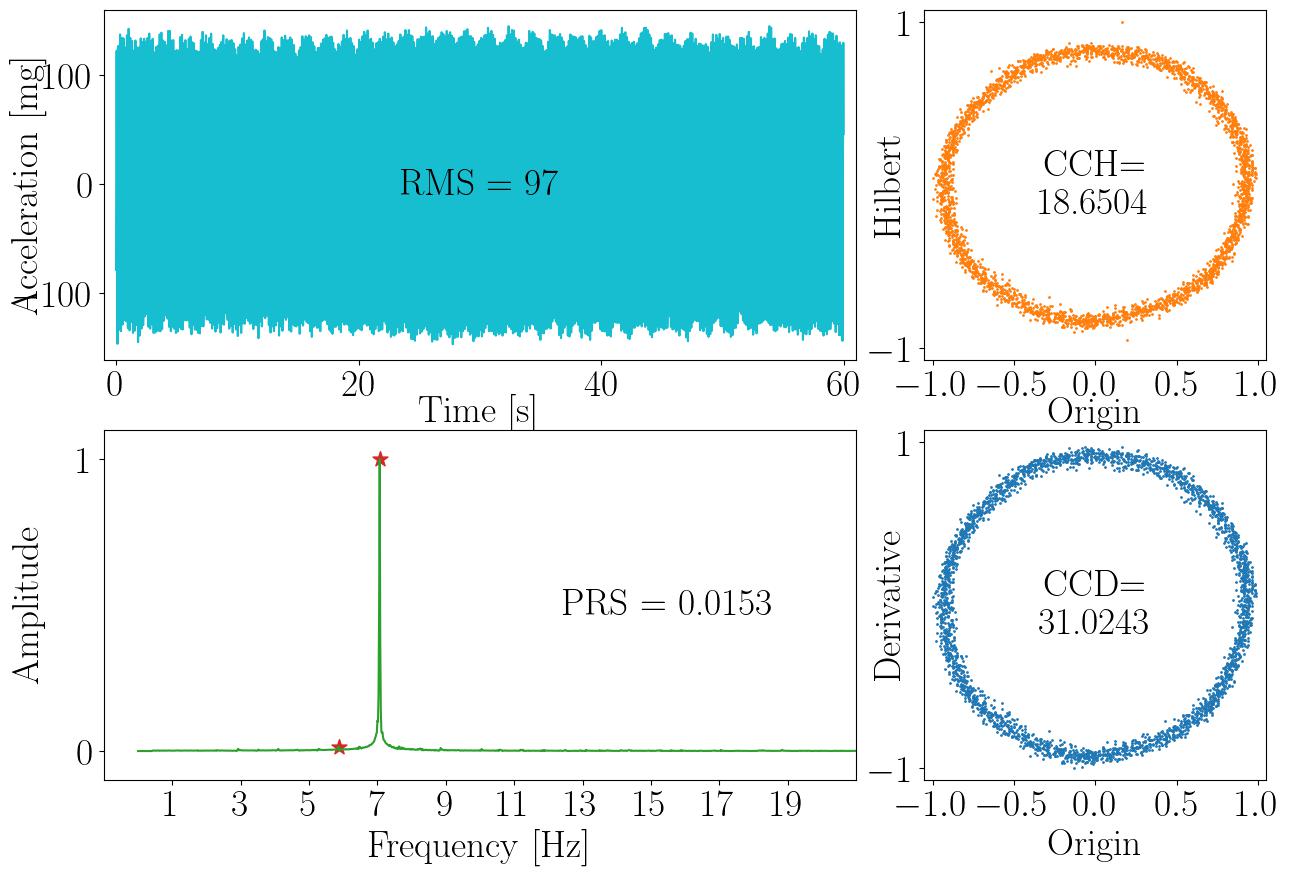 Acceleration [mg]
100
0
−100
RMS = 97
0
20
40
60
Time [s]
Hilbert
1
−1
CCH=
18.6504
−1.0 −0.5 0.0 0.5 1.0
Origin
Amplitude
1
0
PRS = 0.0153
1 3 5 7 9 11 13 15 17 19
Frequency [Hz]
Derivative
1
−1
CCD=
31.0243
−1.0 −0.5 0.0 0.5 1.0
Origin